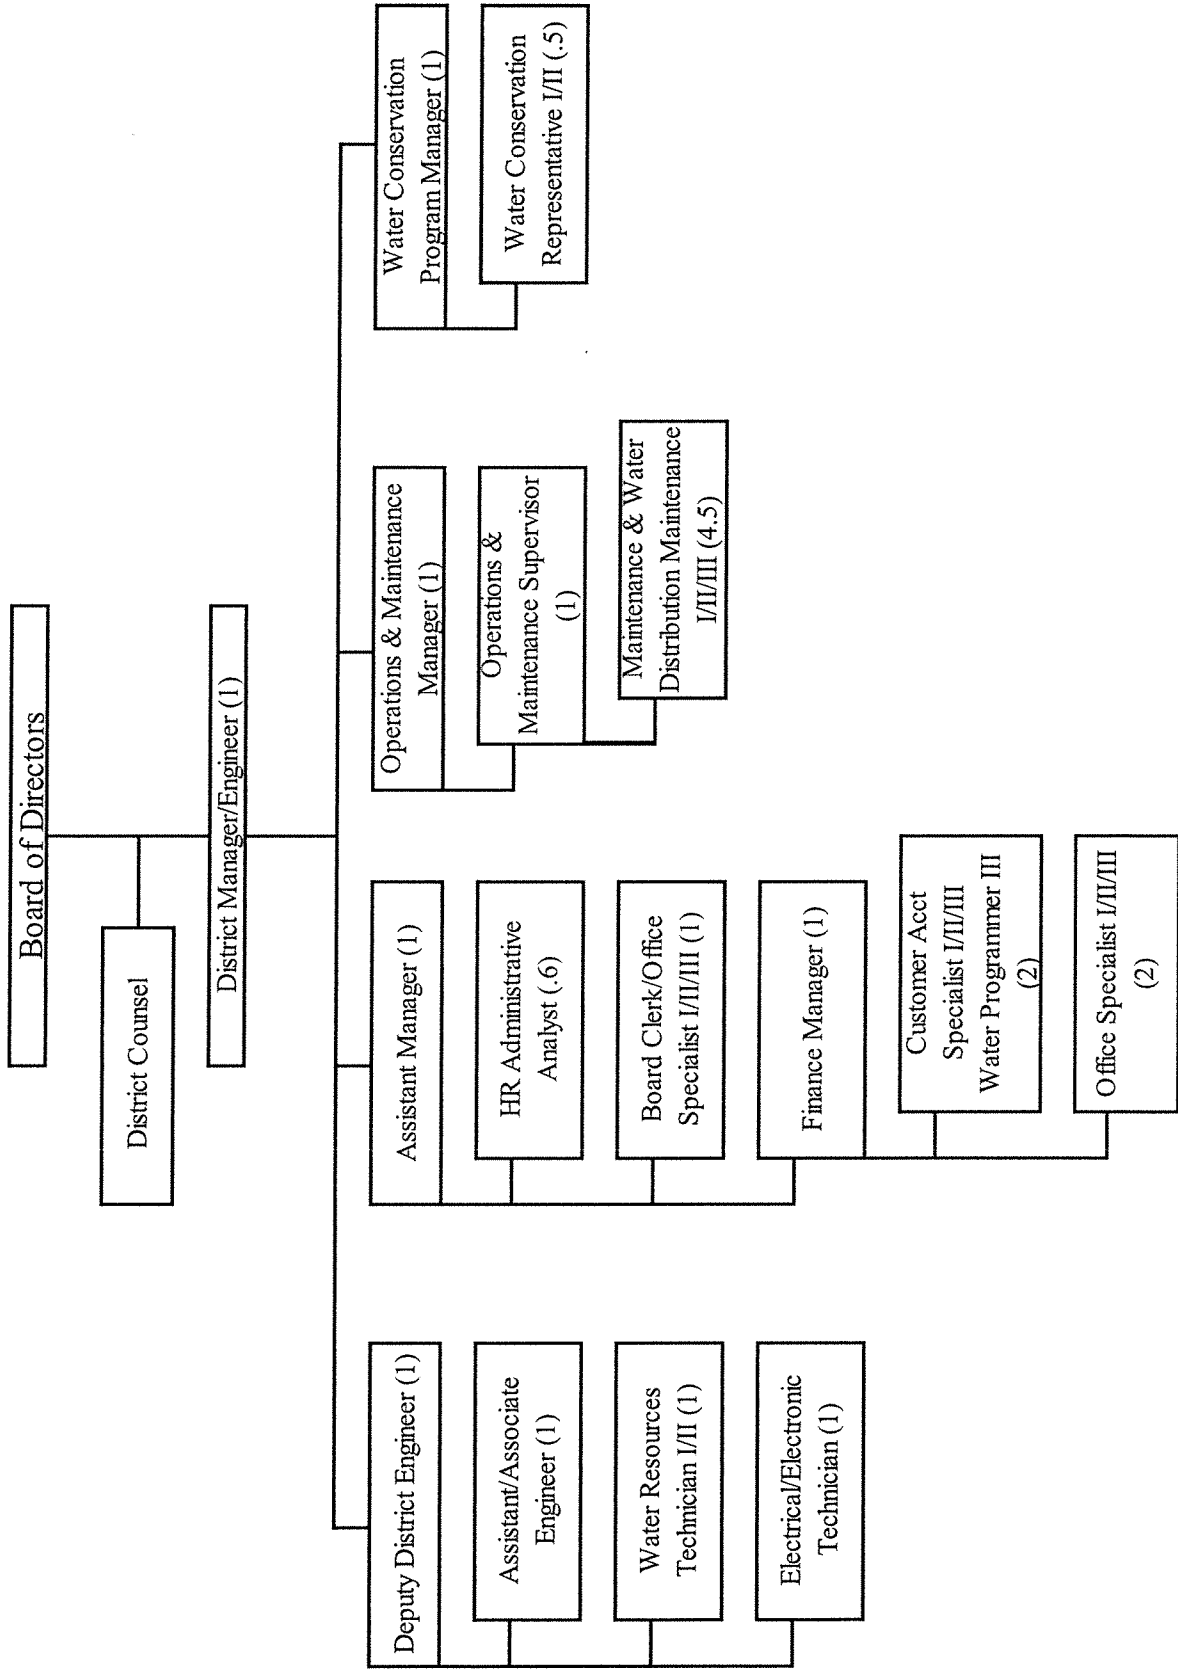 Board of Directors
District Counsel
District Manager/Engineer (1)
Deputy District Engineer (1)
Assistant/Associate
Engineer (1)
Water Resources
Technician I/II (1)
Electrical/Electronic
Technician (1)
Assistant Manager (1)
HR Administrative
Analyst (.6)
Board Clerk/Office
Specialist I/II/III (1)
Finance Manager (1)
Customer Acct
Specialist I/II/III
Water Programmer III
(2)
Office Specialist I/II/III
(2)
Operations & Maintenance
Manager (1)
Operations &
Maintenance Supervisor
(1)
Maintenance & Water
Distribution Maintenance
I/II/III (4.5)
Water Conservation
Program Manager (1)
Water Conservation
Representative I/II (.5)